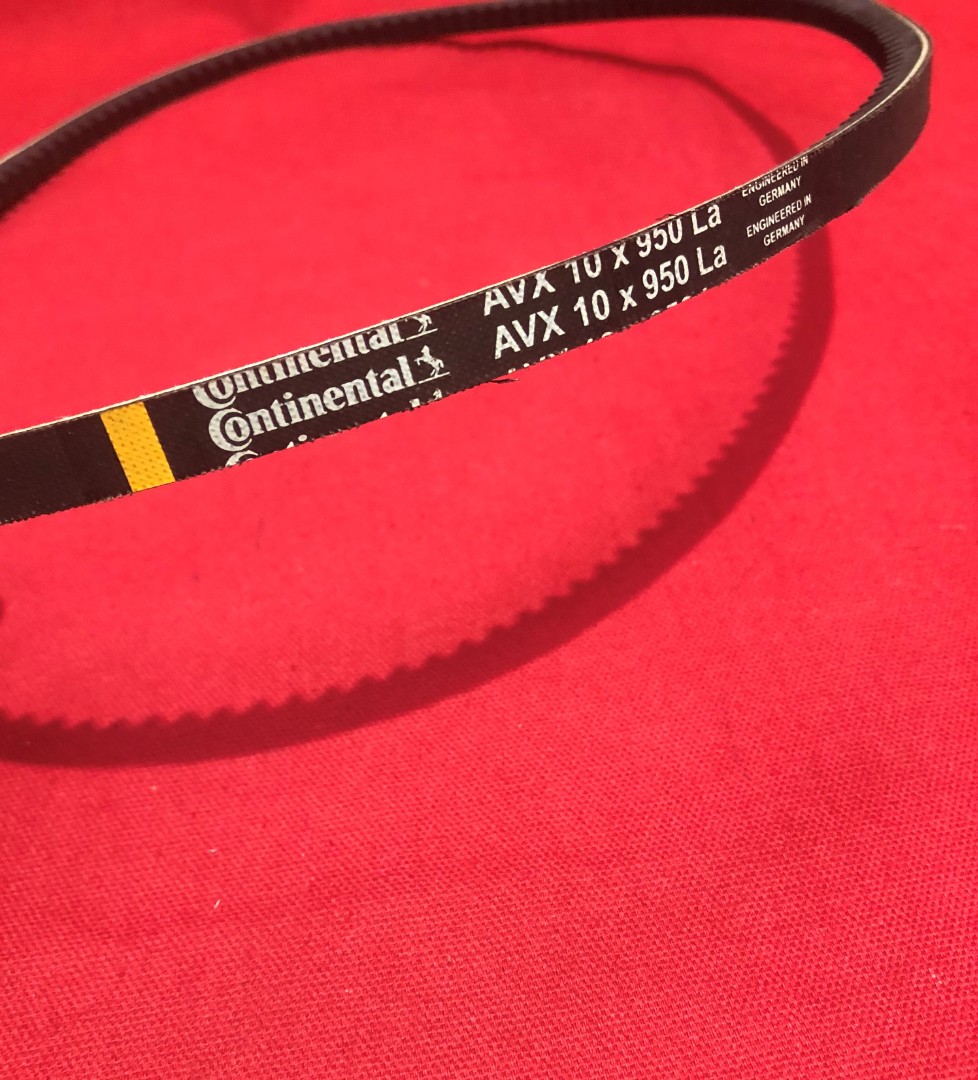 Continental
AVX 10 x 950 La
ENGINEERED IN
GERMANY
Continental
AVX 10 x 950 La
ENGINEERED IN
GERMANY